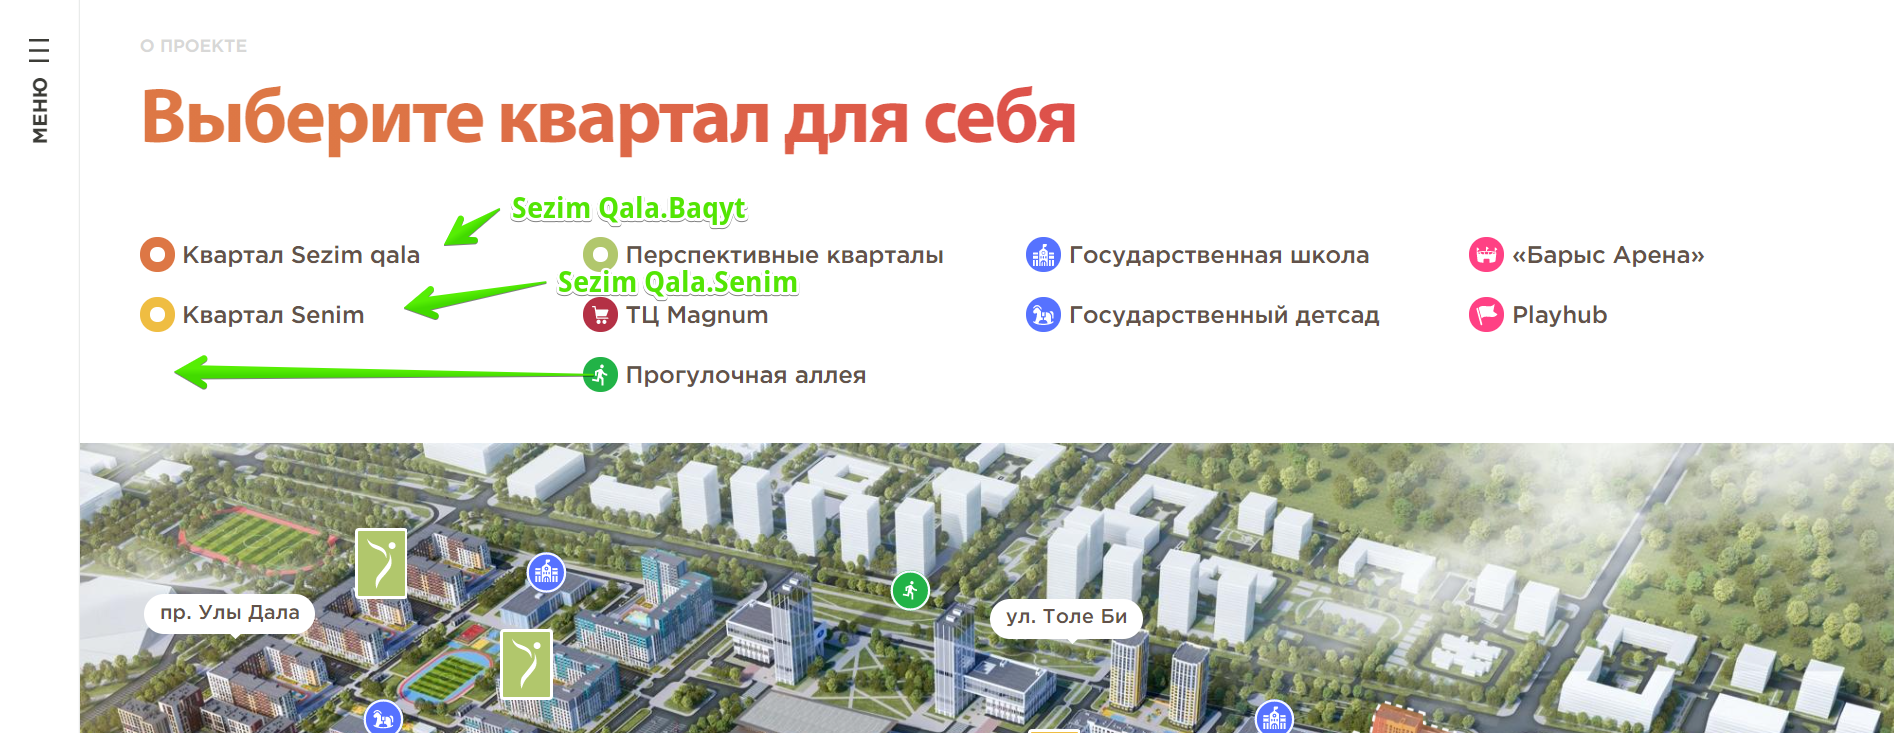 МЕНЮ
О ПРОЕКТЕ
Выберите квартал для себя
Sezim Qala.Baqyt
Квартал Sezim qala
Перспективные кварталы
Государственная школа
«Барыс Арена»
Sezim Qala.Senim
Квартал Senim
ТЦ Magnum
Государственный детсад
Playhub
Прогулочная аллея
пр. Улы Дала
ул. Толе Би